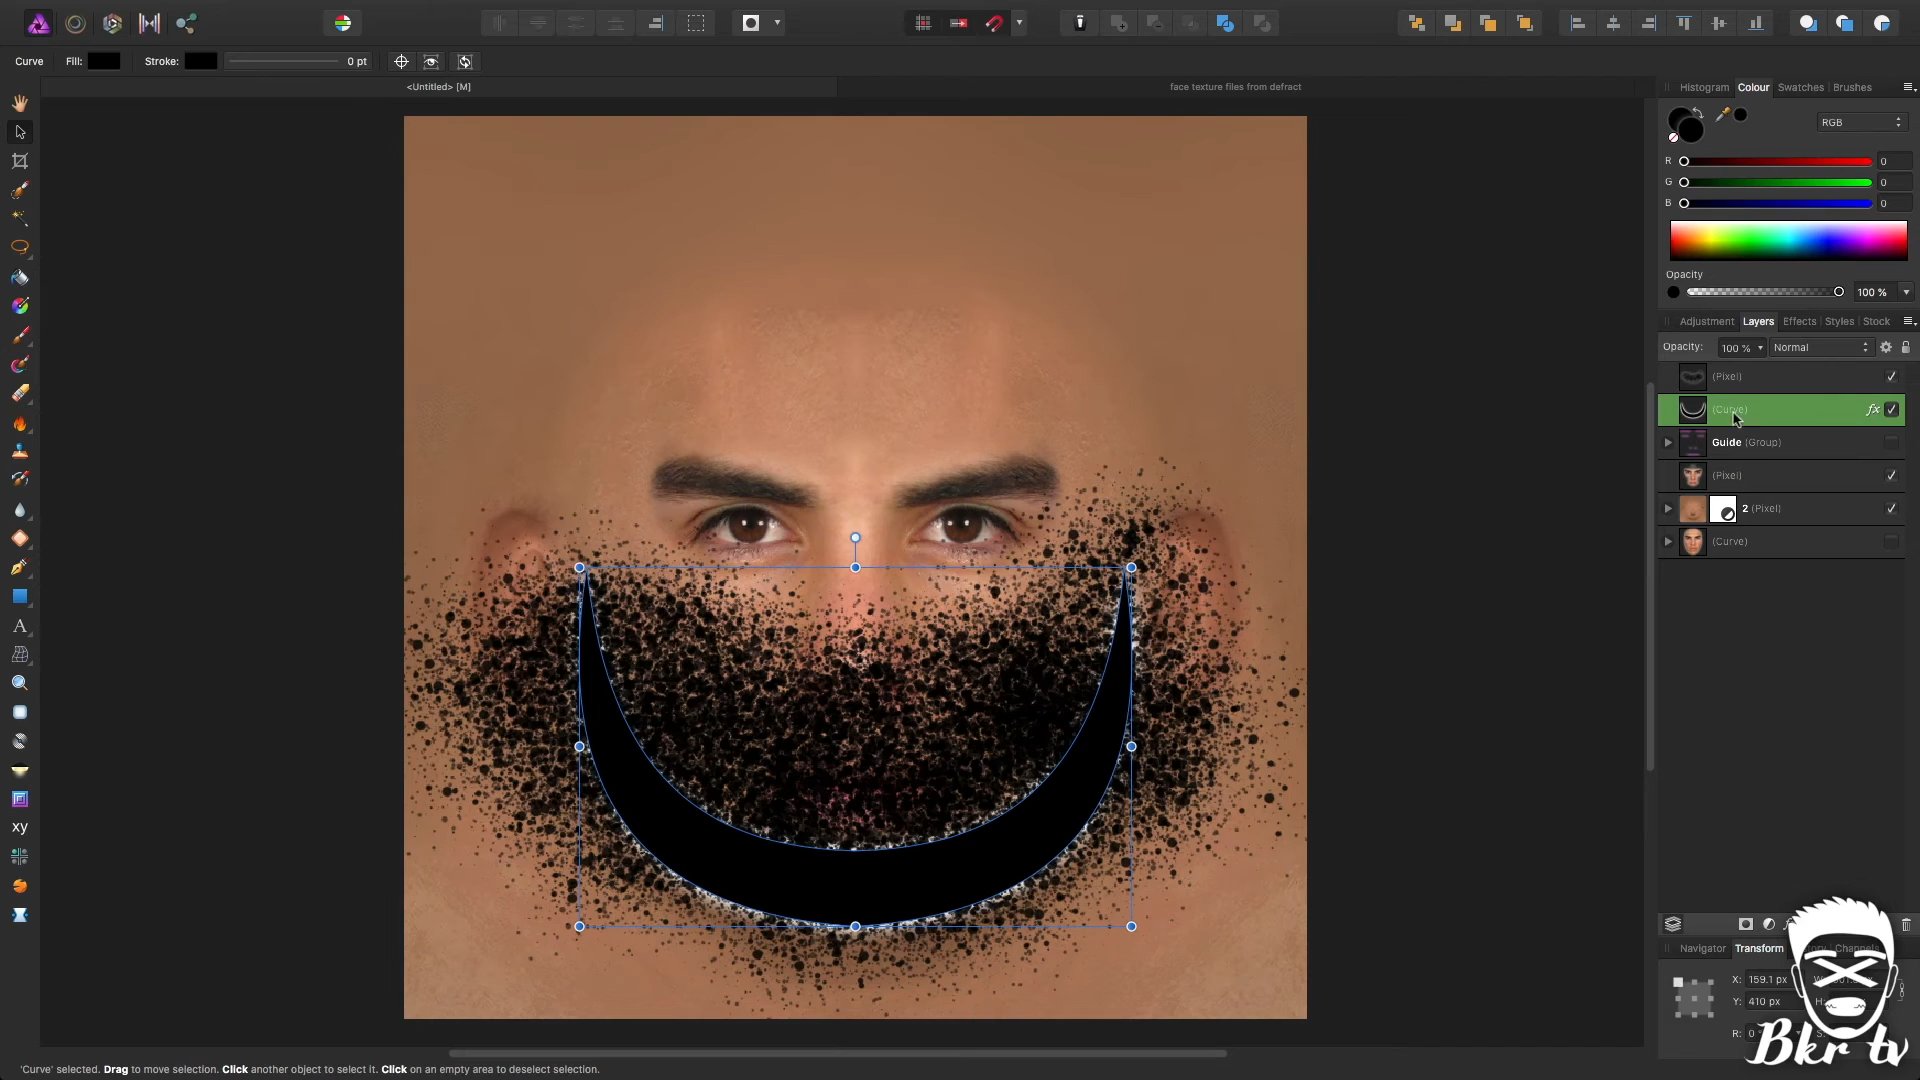 Curve Fill: Stroke: 0 pt
<Untitled> [M]
face texture files from defract
Histogram Colour Swatches Brushes
RGB
R 0
G 0
B 0
Opacity
100 %
Adjustment Layers Effects Styles Stock
Opacity: 100 % Normal
(Pixel)
(Curve) fx
Guide (Group)
(Pixel)
2 (Pixel)
(Curve)
A
xy
Navigator Transform Channels
X: 159.1 px
Y: 410 px
R: 0
Bkr tv
'Curve' selected. Drag to move selection. Click another object to select it. Click on an empty area to deselect selection.